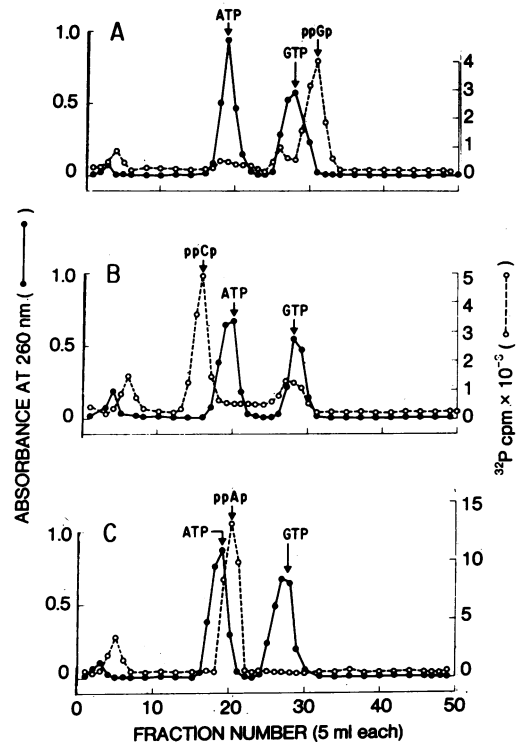 A
ATP
GTP
ppGp
1.0
0.5
0
4
3
2
1
0
B
ppCp
ATP
GTP
1.0
0.5
0
5
4
3
2
1
0
C
ATP
ppAp
GTP
1.0
0.5
0
15
10
5
0
0 10 20 30 40 50
FRACTION NUMBER (5 ml each)
ABSORBANCE AT 260 nm ( )
³²P cpm × 10⁻³ ( )